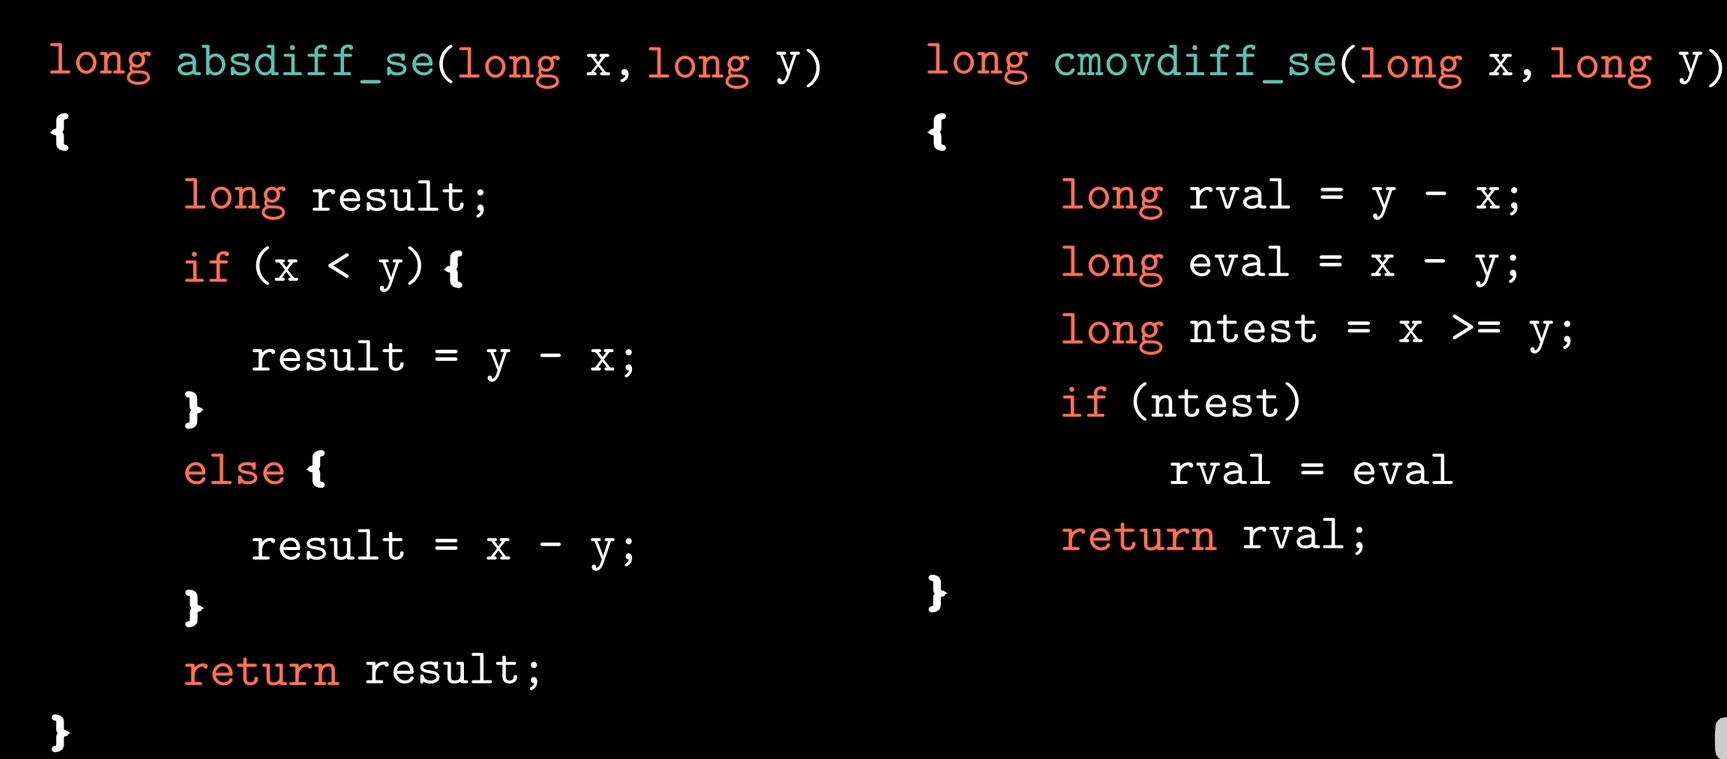 long absdiff_se(long x, long y)
{
long result;
if (x < y) {
result = y - x;
}
else {
result = x - y;
}
return result;
}
long cmovdiff_se(long x, long y)
{
long rval = y - x;
long eval = x - y;
long ntest = x >= y;
if (ntest)
rval = eval
return rval;
}